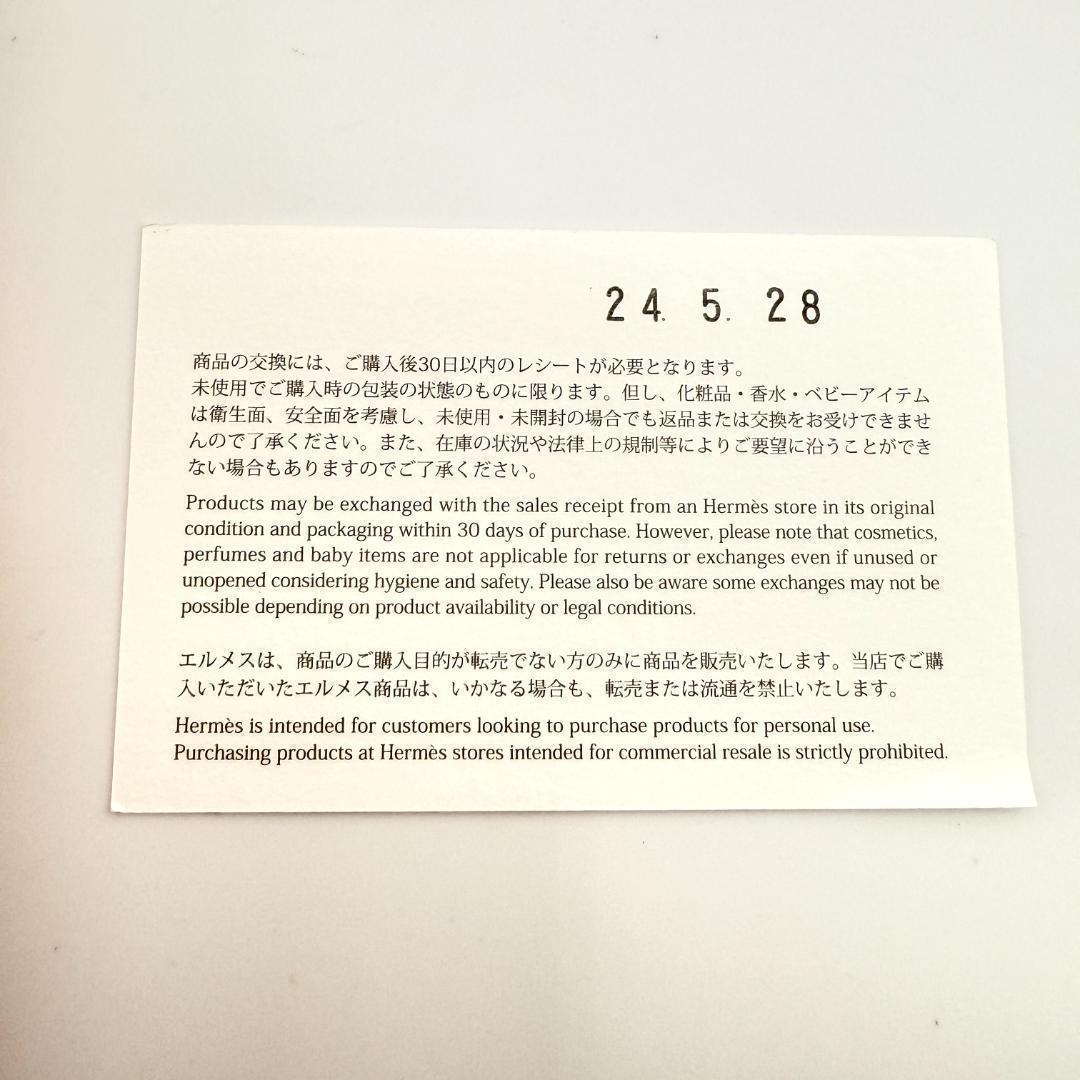 24. 5. 28
商品の交換には、ご購入後30日以内のレシートが必要となります。
未使用でご購入時の包装の状態のものに限ります。但し、化粧品・香水・ベビーアイテム
は衛生面、安全面を考慮し、未使用・未開封の場合でも返品または交換をお受けできませ
んので了承ください。また、在庫の状況や法律上の規制等によりご要望に沿うことができ
ない場合もありますのでご了承ください。
Products may be exchanged with the sales receipt from an Hermès store in its original
condition and packaging within 30 days of purchase. However, please note that cosmetics,
perfumes and baby items are not applicable for returns or exchanges even if unused or
unopened considering hygiene and safety. Please also be aware some exchanges may not be
possible depending on product availability or legal conditions.
エルメスは、商品のご購入目的が転売でない方のみに商品を販売いたします。当店でご購
入いただいたエルメス商品は、いかなる場合も、転売または流通を禁止いたします。
Hermès is intended for customers looking to purchase products for personal use.
Purchasing products at Hermès stores intended for commercial resale is strictly prohibited.